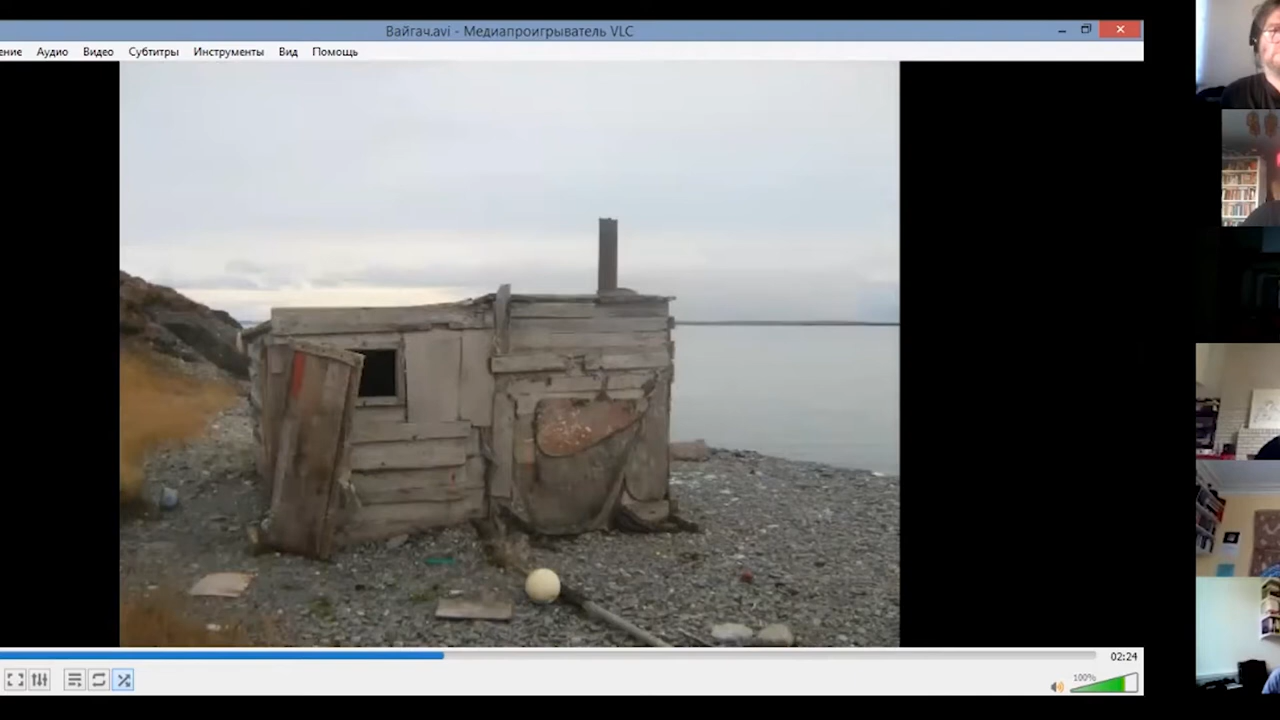 Вайгач.avi - Медиапроигрыватель VLC
ение Аудио Видео Субтитры Инструменты Вид Помощь
02:24
100%